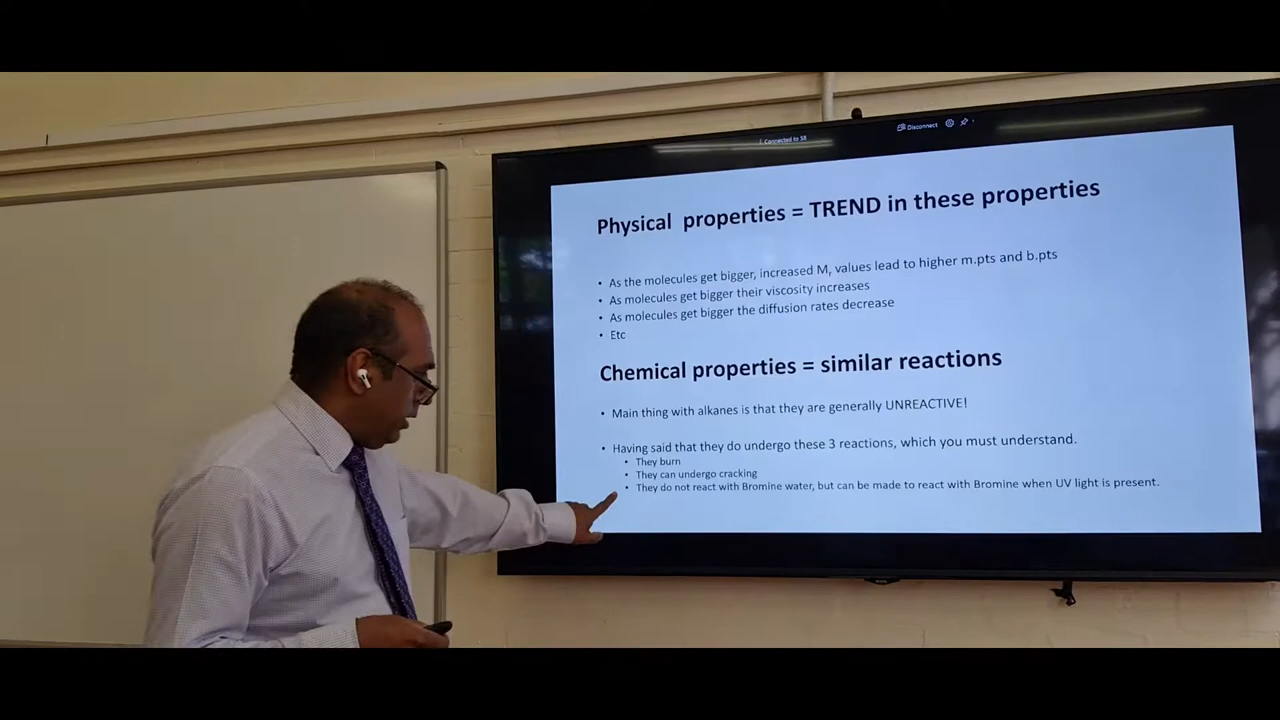 Connected to S8
Disconnect
Physical properties = TREND in these properties
• As the molecules get bigger, increased Mr values lead to higher m.pts and b.pts
• As molecules get bigger their viscosity increases
• As molecules get bigger the diffusion rates decrease
• Etc
Chemical properties = similar reactions
• Main thing with alkanes is that they are generally UNREACTIVE!
• Having said that they do undergo these 3 reactions, which you must understand.
• They burn
• They can undergo cracking
• They do not react with Bromine water, but can be made to react with Bromine when UV light is present.